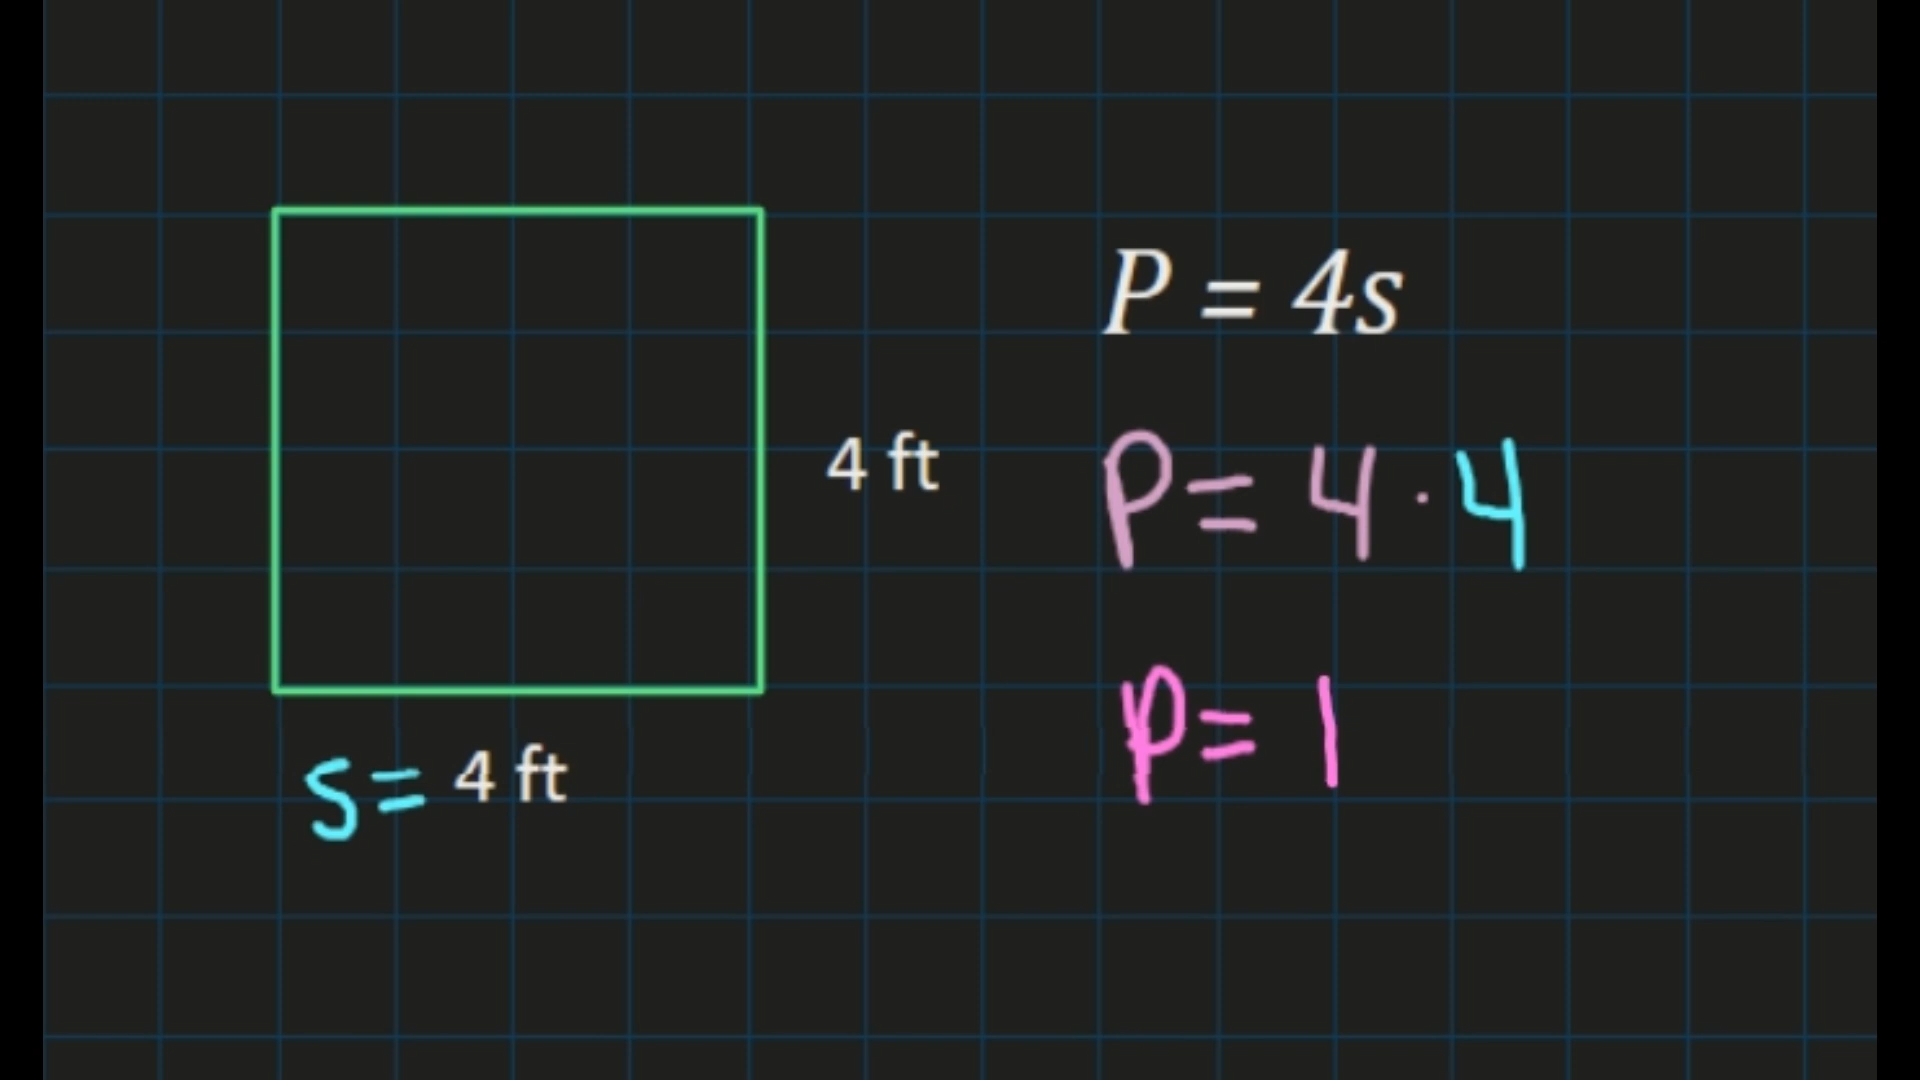 P = 4s
4 ft
P = 4 · 4
P = 1
s = 4 ft